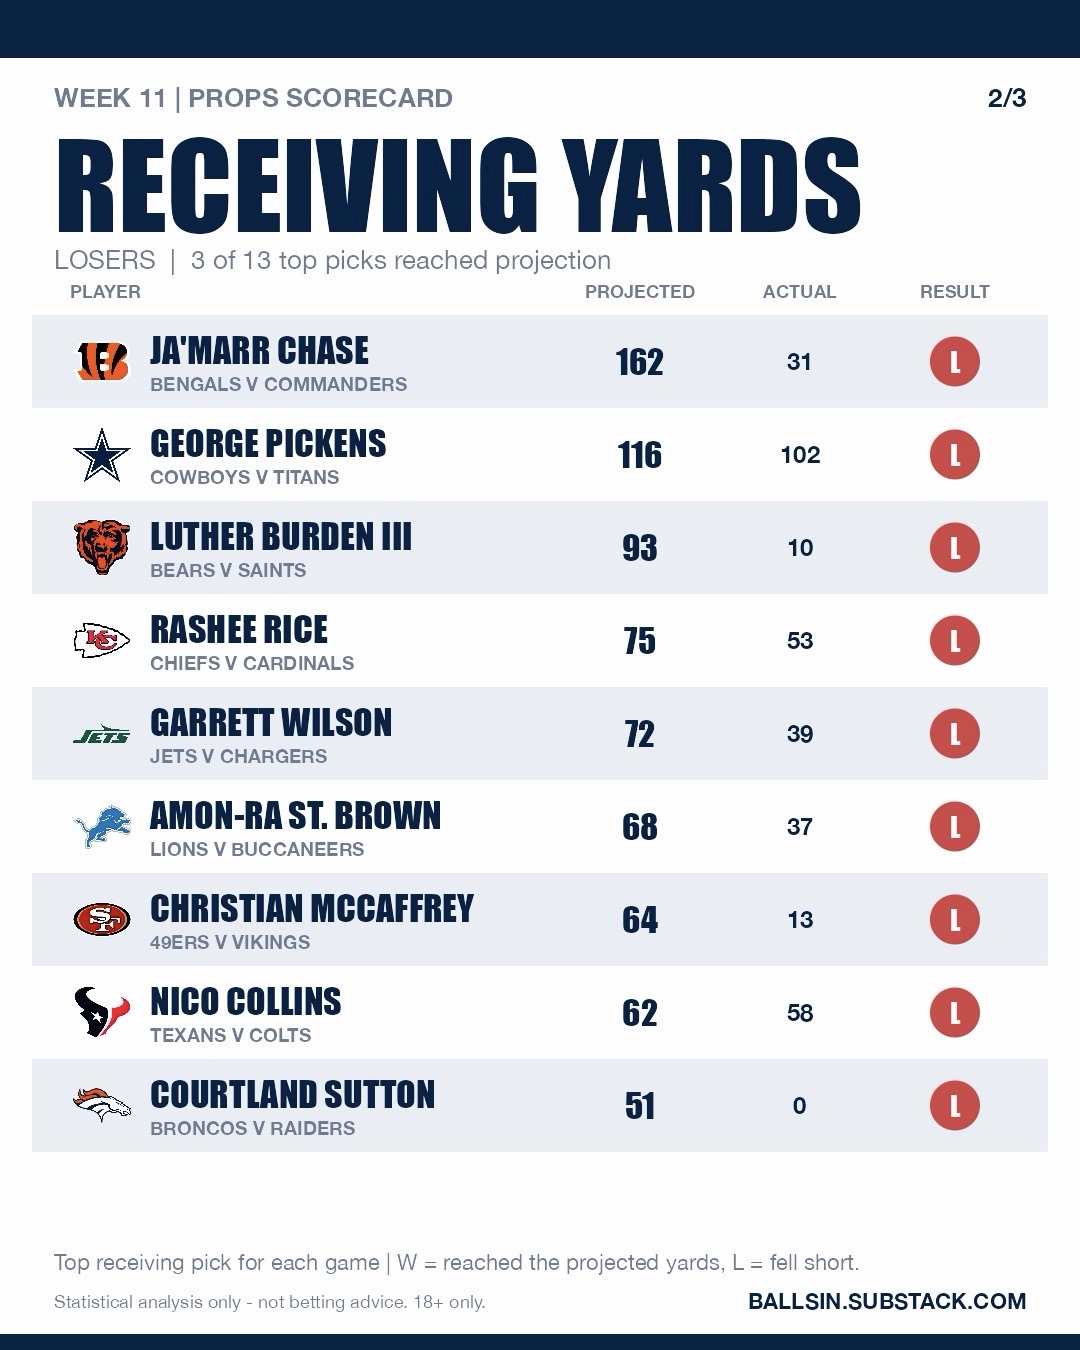 WEEK 11 | PROPS SCORECARD 2/3
RECEIVING YARDS
LOSERS | 3 of 13 top picks reached projection
PLAYER PROJECTED ACTUAL RESULT
JA'MARR CHASE 162 31 L
BENGALS V COMMANDERS
GEORGE PICKENS 116 102 L
COWBOYS V TITANS
LUTHER BURDEN III 93 10 L
BEARS V SAINTS
RASHEE RICE 75 53 L
CHIEFS V CARDINALS
KC
GARRETT WILSON 72 39 L
JETS V CHARGERS
JETS
AMON-RA ST. BROWN 68 37 L
LIONS V BUCCANEERS
CHRISTIAN MCCAFFREY 64 13 L
49ERS V VIKINGS
SF
NICO COLLINS 62 58 L
TEXANS V COLTS
COURTLAND SUTTON 51 0 L
BRONCOS V RAIDERS
Top receiving pick for each game | W = reached the projected yards, L = fell short.
Statistical analysis only - not betting advice. 18+ only. BALLSIN.SUBSTACK.COM